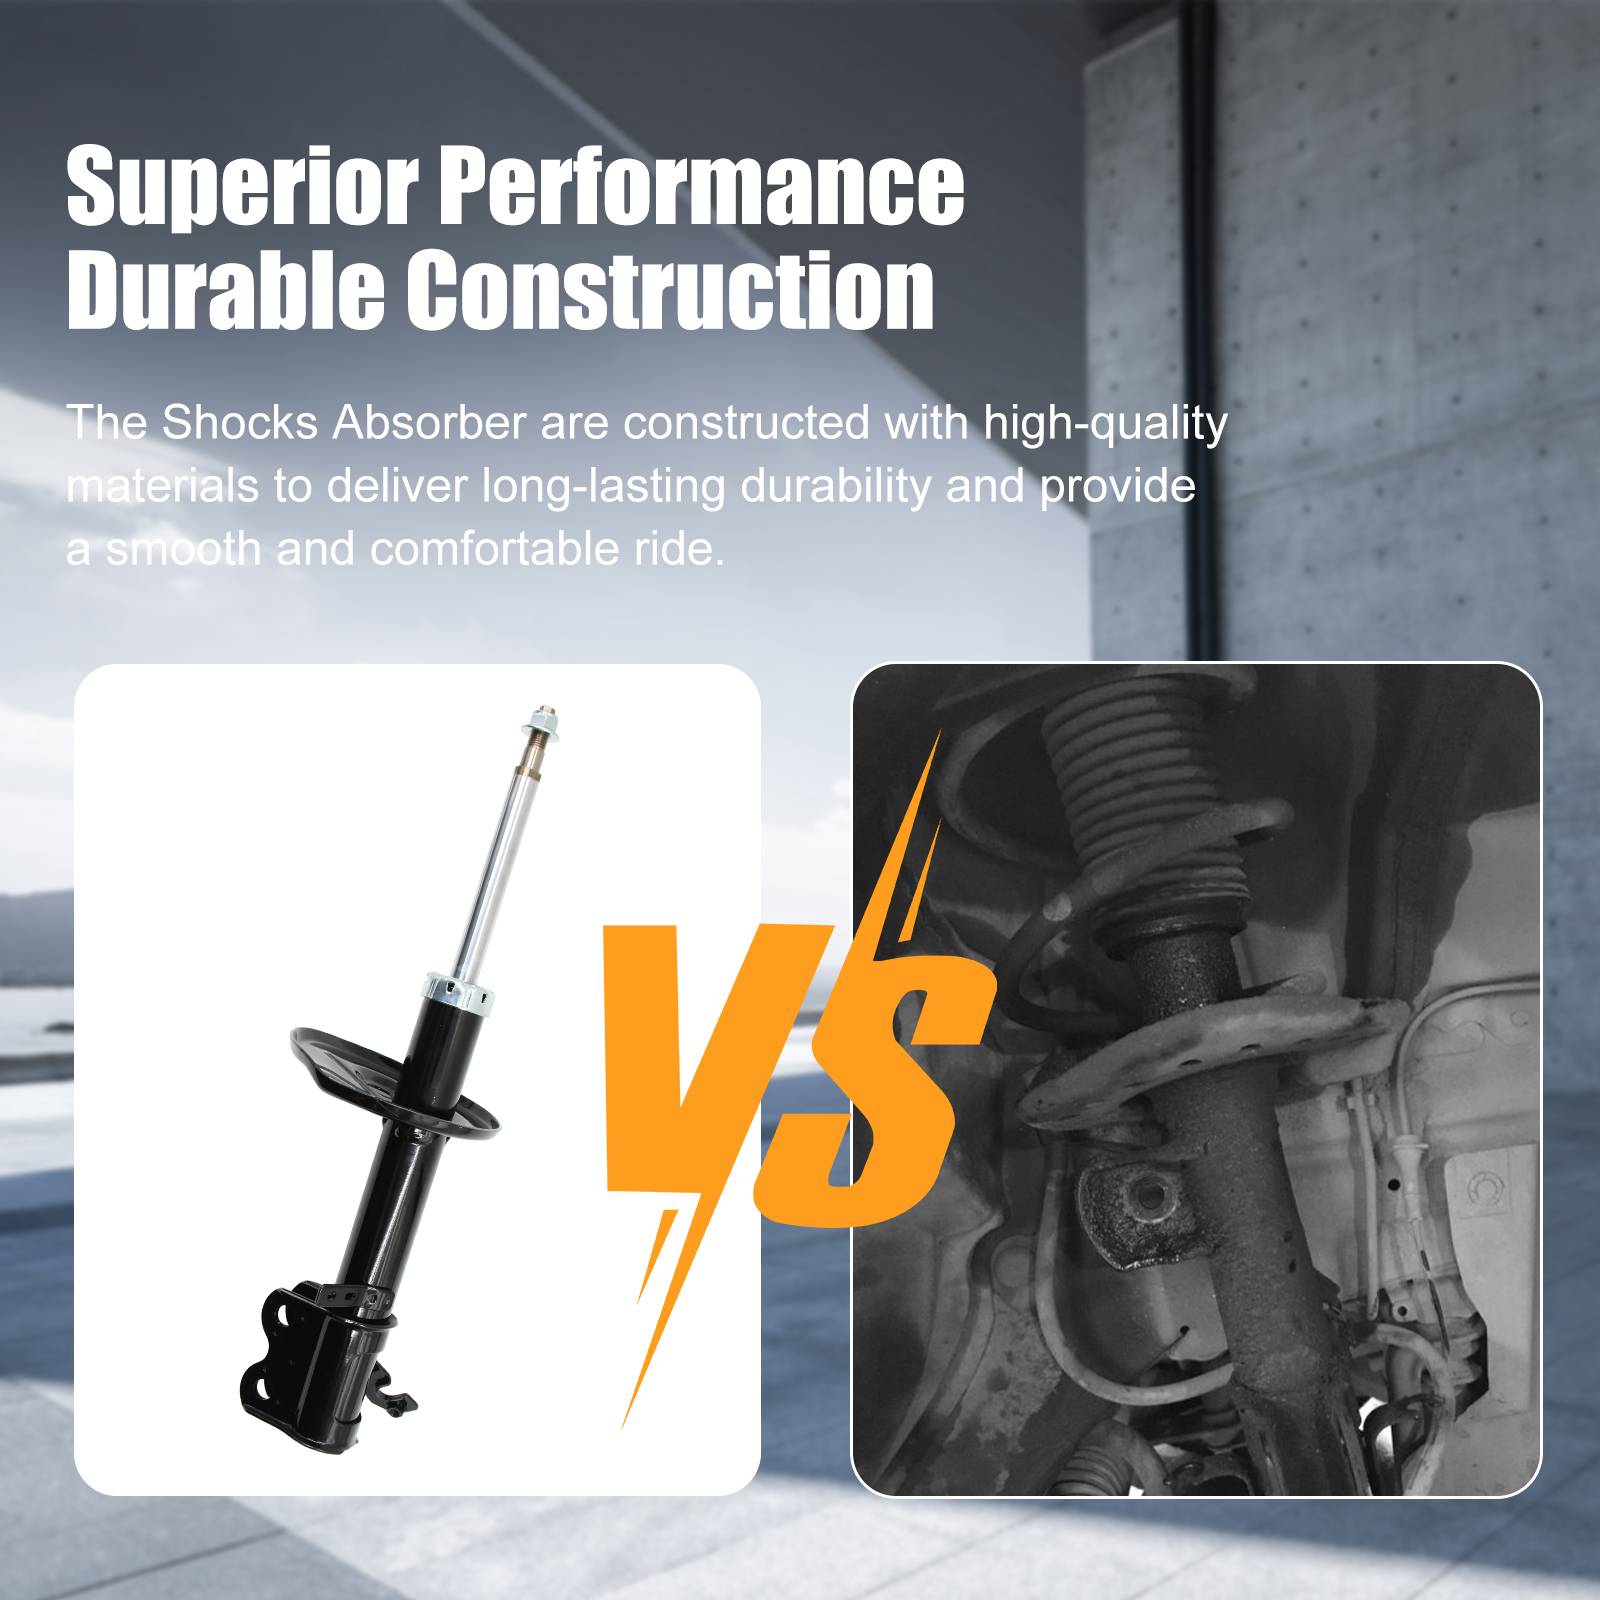 Superior Performance
Durable Construction
The Shocks Absorber are constructed with high-quality
materials to deliver long-lasting durability and provide
a smooth and comfortable ride.
VS